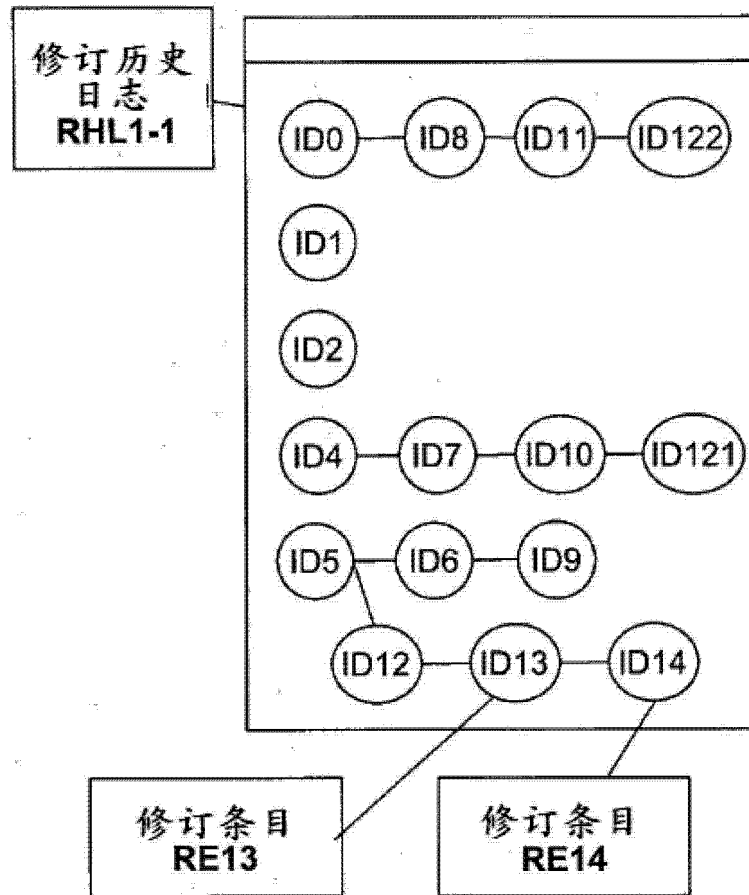 修订历史
日志
RHL1-1
ID0 ID8 ID11 ID122
ID1
ID2
ID4 ID7 ID10 ID121
ID5 ID6 ID9
ID12 ID13 ID14
修订条目
RE13
修订条目
RE14